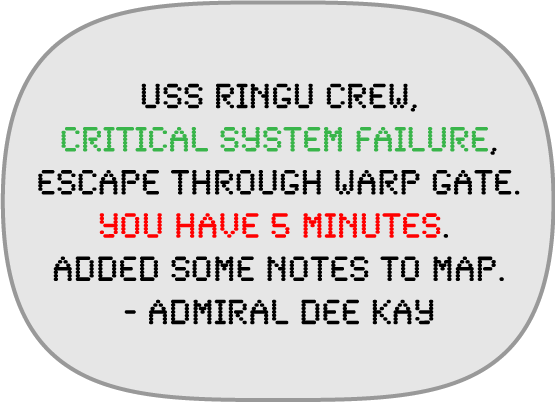 USS RINGU CREW,
CRITICAL SYSTEM FAILURE,
ESCAPE THROUGH WARP GATE.
YOU HAVE 5 MINUTES.
ADDED SOME NOTES TO MAP.
- ADMIRAL DEE KAY